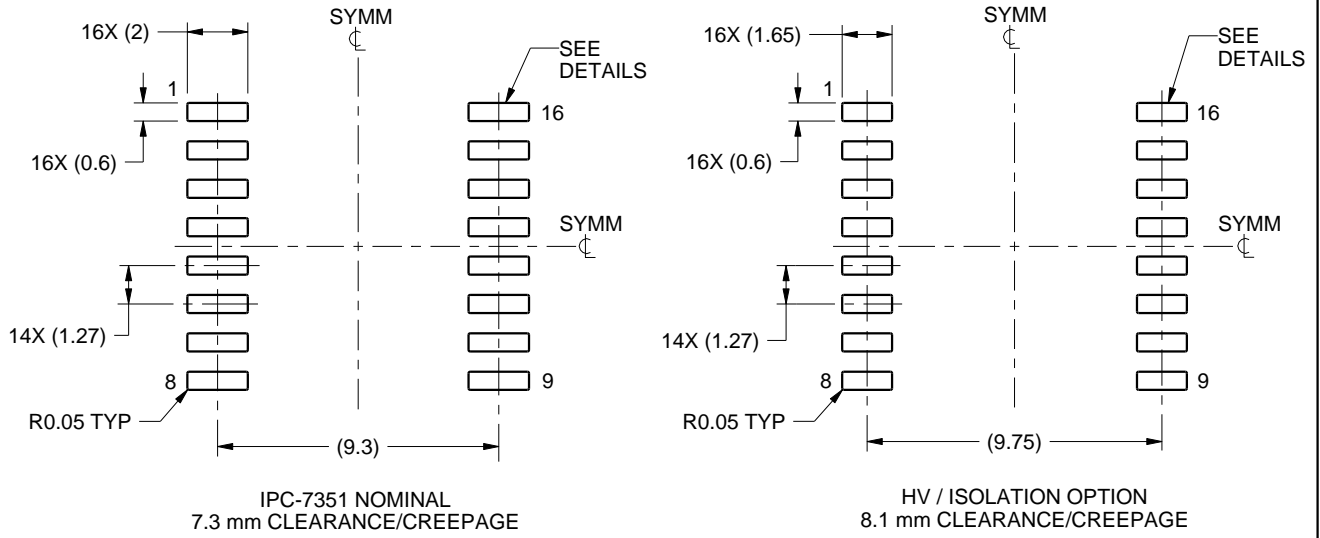 SYMM
℄
16X (2)
SEE
DETAILS
1
16
16X (0.6)
SYMM
℄
14X (1.27)
8
9
R0.05 TYP
(9.3)
IPC-7351 NOMINAL
7.3 mm CLEARANCE/CREEPAGE
SYMM
℄
16X (1.65)
SEE
DETAILS
1
16
16X (0.6)
SYMM
℄
14X (1.27)
8
9
R0.05 TYP
(9.75)
HV / ISOLATION OPTION
8.1 mm CLEARANCE/CREEPAGE